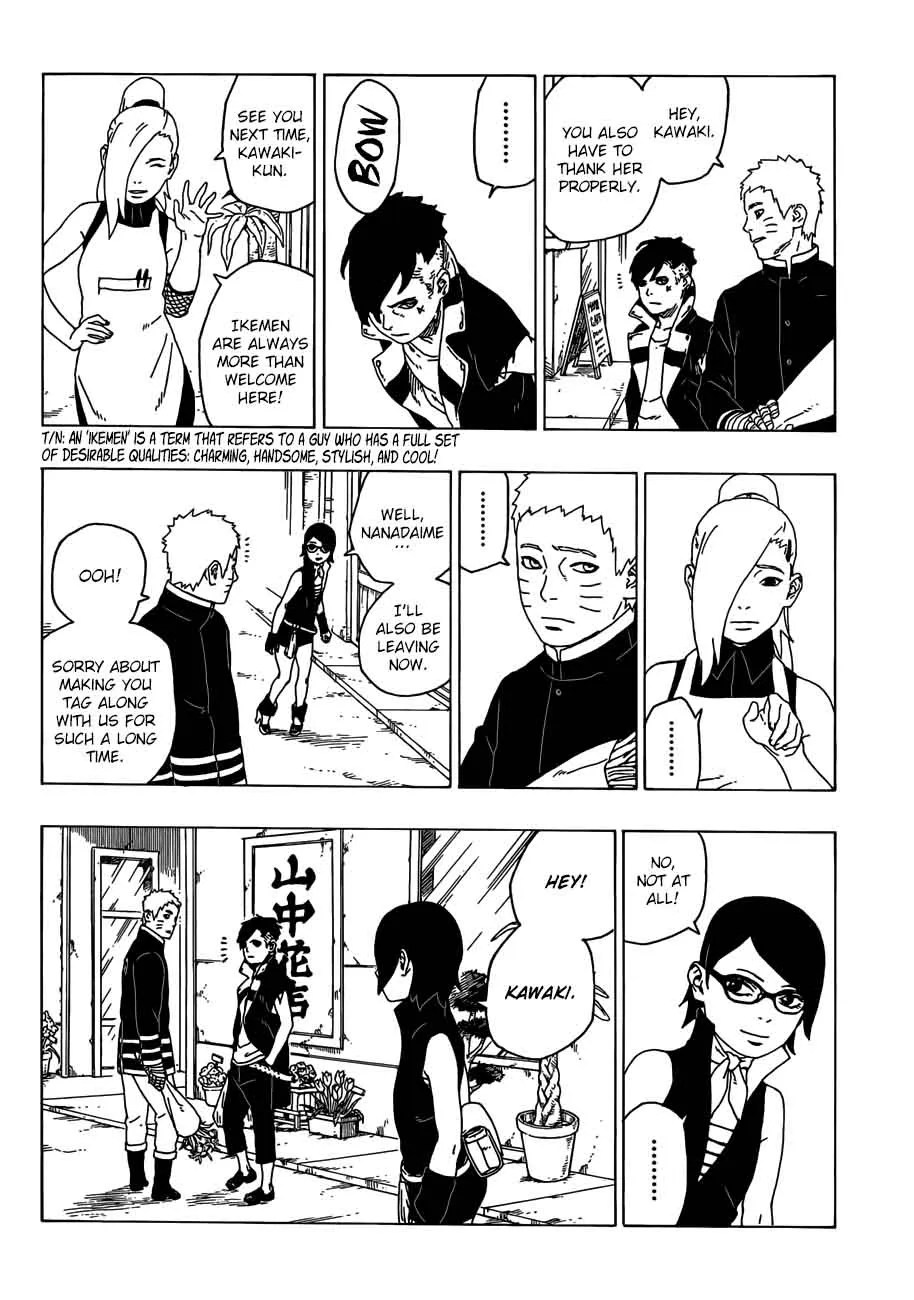 HEY,
KAWAKI.
YOU ALSO
HAVE TO
THANK HER
PROPERLY.
........
BOW
SEE YOU
NEXT TIME,
KAWAKI-
KUN.
IKEMEN
ARE ALWAYS
MORE THAN
WELCOME
HERE!
T/N: AN 'IKEMEN' IS A TERM THAT REFERS TO A GUY WHO HAS A FULL SET
OF DESIRABLE QUALITIES: CHARMING, HANDSOME, STYLISH, AND COOL!
........
........
WELL,
NANADAIME
...
I'LL
ALSO BE
LEAVING
NOW.
OOH!
SORRY ABOUT
MAKING YOU
TAG ALONG
WITH US FOR
SUCH A LONG
TIME.
NO,
NOT AT
ALL!
........
HEY!
KAWAKI.
山中花店